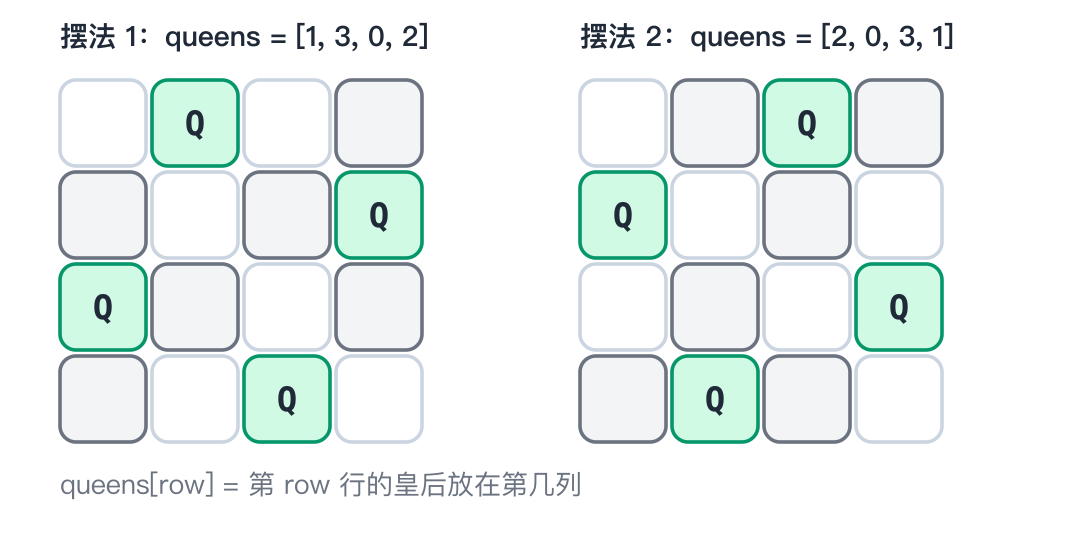 摆法 1：queens = [1, 3, 0, 2]
摆法 2：queens = [2, 0, 3, 1]
Q
Q
Q
Q
Q
Q
Q
Q
queens[row] = 第 row 行的皇后放在第几列